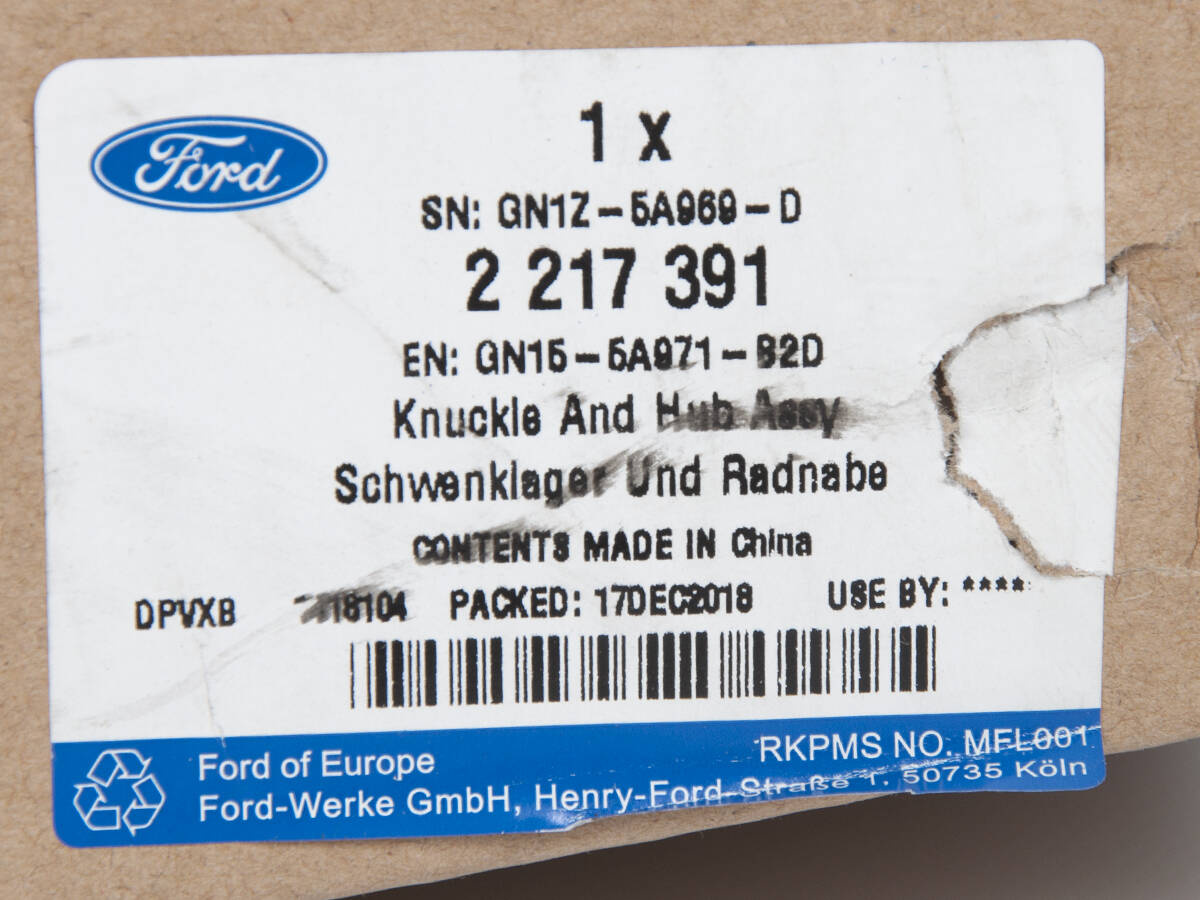 Ford
1 x
SN: GN1Z-5A969-D
2 217 391
EN: GN15-5A971-B2D
Knuckle And Hub Assy
Schwenklager Und Radnabe
CONTENTS MADE IN China
DPVXB PACKED: 17DEC2018 USE BY: ****
RKPMS NO. MFL001
Ford of Europe
Ford-Werke GmbH, Henry-Ford-Straße 1, 50735 Köln